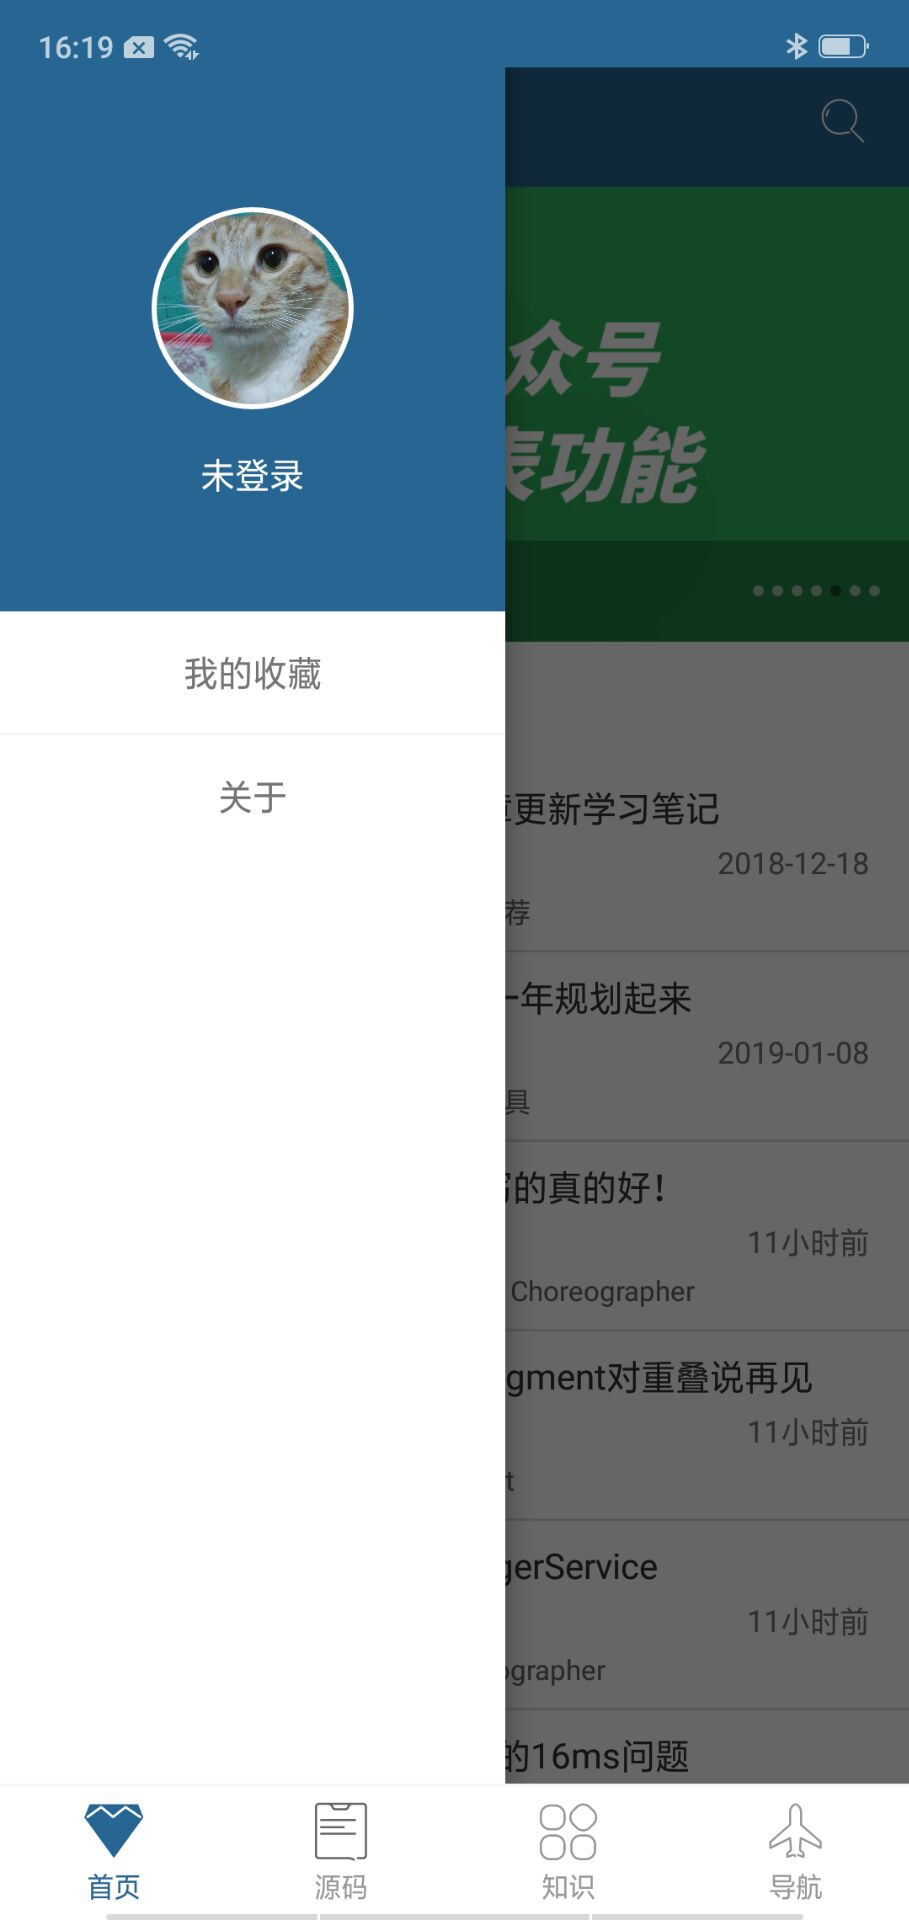 16:19
众号
表功能
未登录
我的收藏
关于
更新学习笔记
2018-12-18
荐
一年规划起来
2019-01-08
具
的真的好!
11小时前
Choreographer
gment对重叠说再见
11小时前
t
gerService
11小时前
ographer
的16ms问题
首页
源码
知识
导航